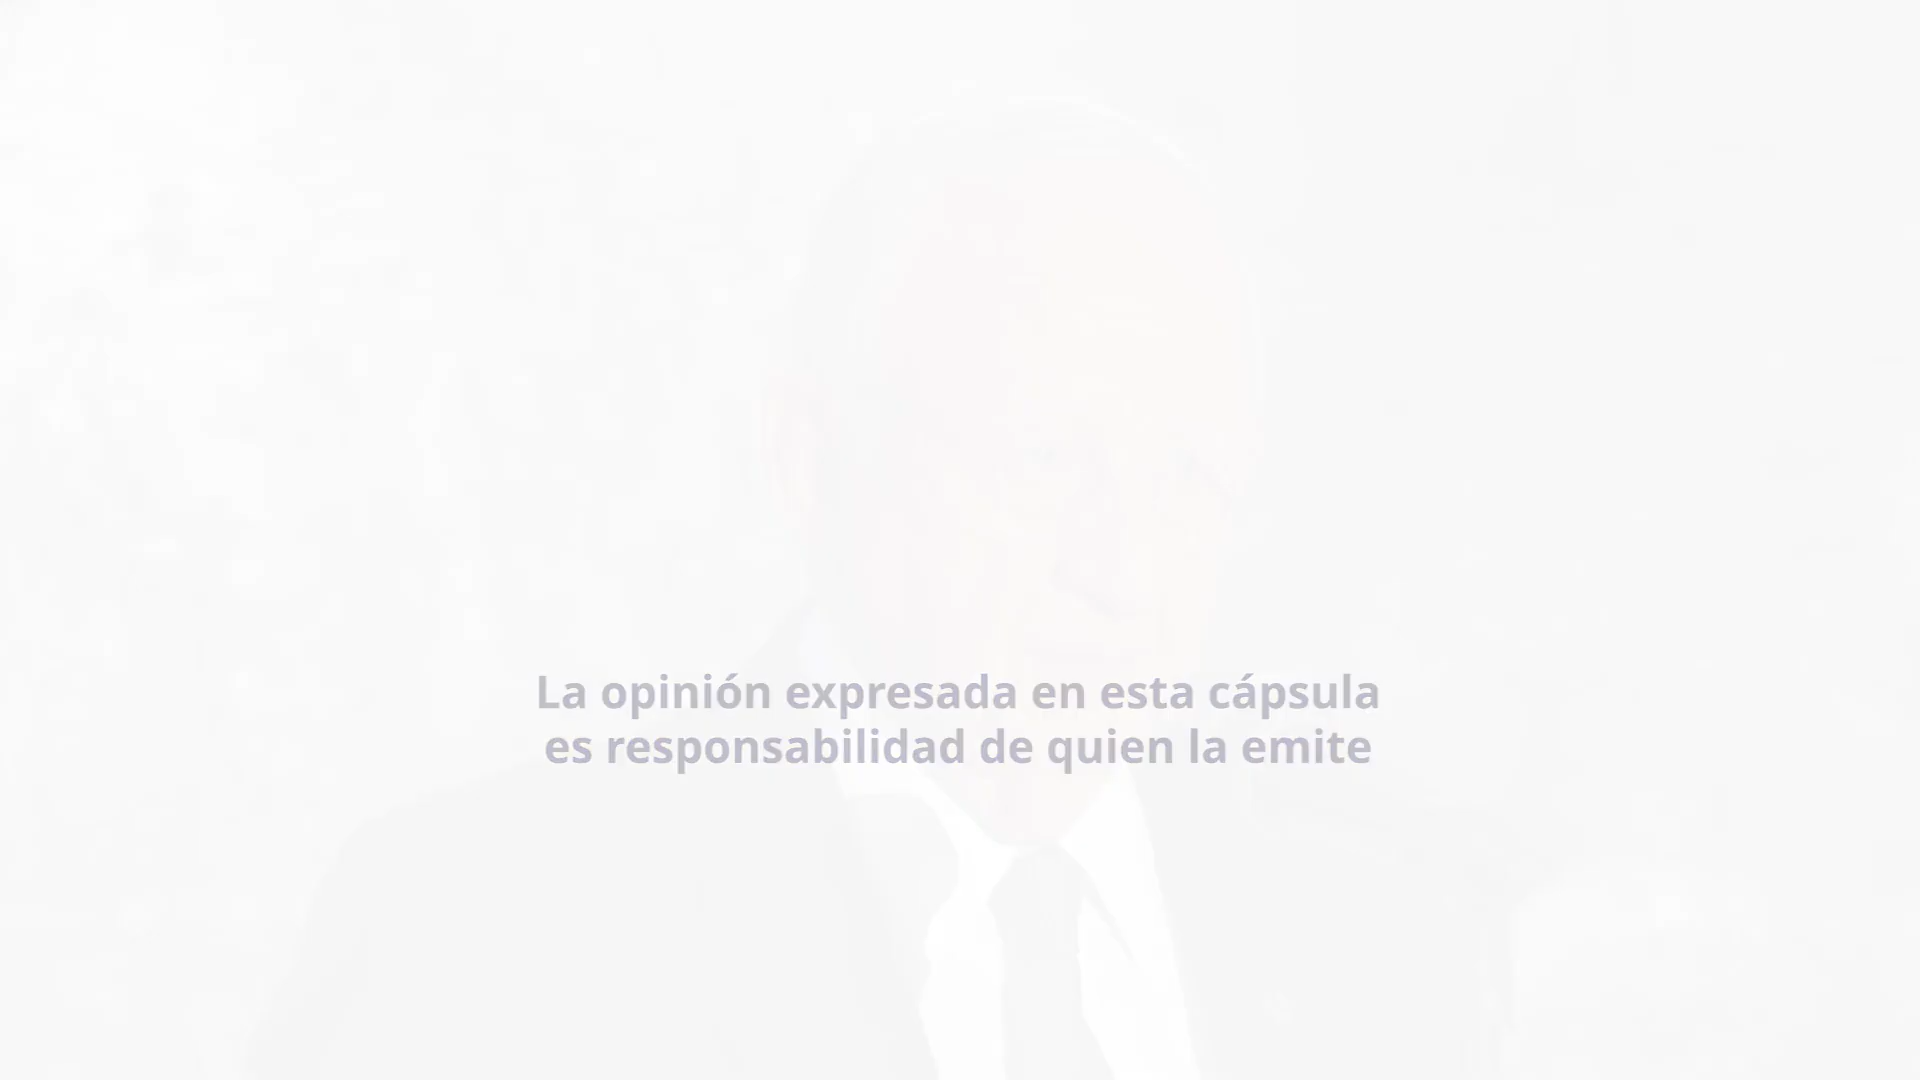 La opinión expresada en esta cápsula
es responsabilidad de quien la emite